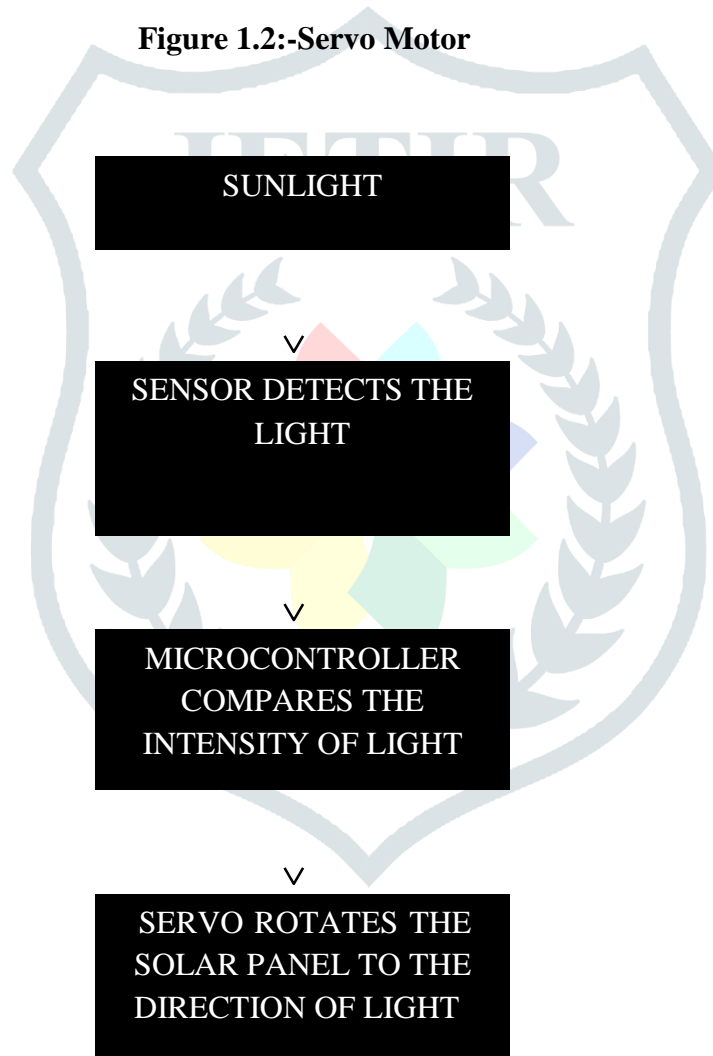 Figure 1.2:-Servo Motor
JETIR
SUNLIGHT
SENSOR DETECTS THE
LIGHT
MICROCONTROLLER
COMPARES THE
INTENSITY OF LIGHT
SERVO ROTATES THE
SOLAR PANEL TO THE
DIRECTION OF LIGHT